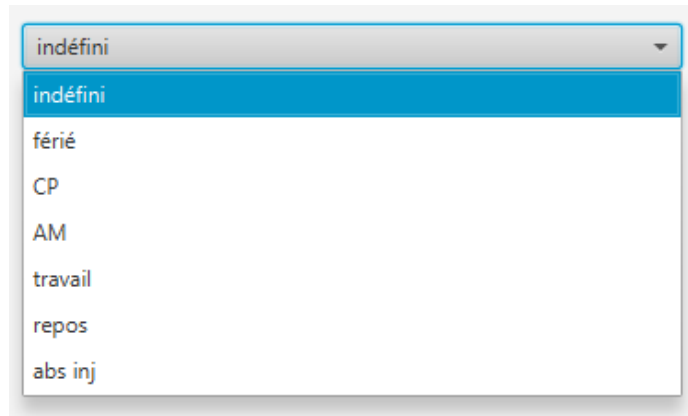 indéfini
indéfini
férié
CP
AM
travail
repos
abs inj